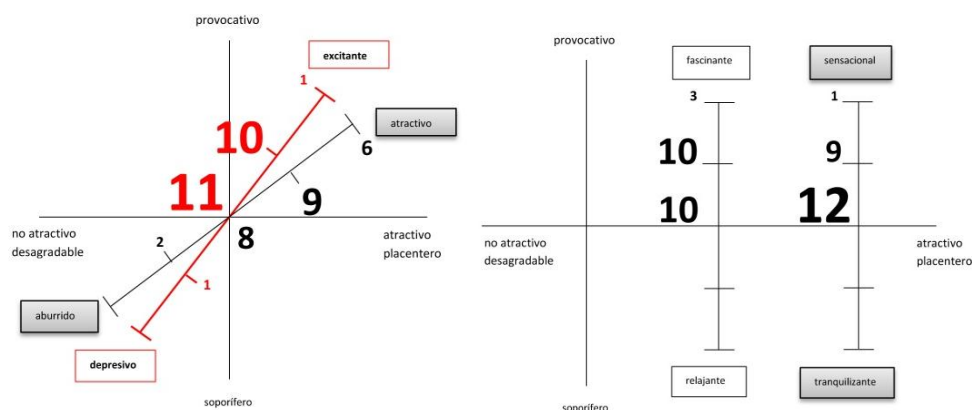 provocativo
excitante
1
10
atractivo
6
11
9
no atractivo
desagradable
8
atractivo
placentero
2
1
aburrido
depresivo
soporífero
provocativo
fascinante
sensacional
3
1
10
9
10
12
no atractivo
desagradable
atractivo
placentero
relajante
tranquilizante
soporífero